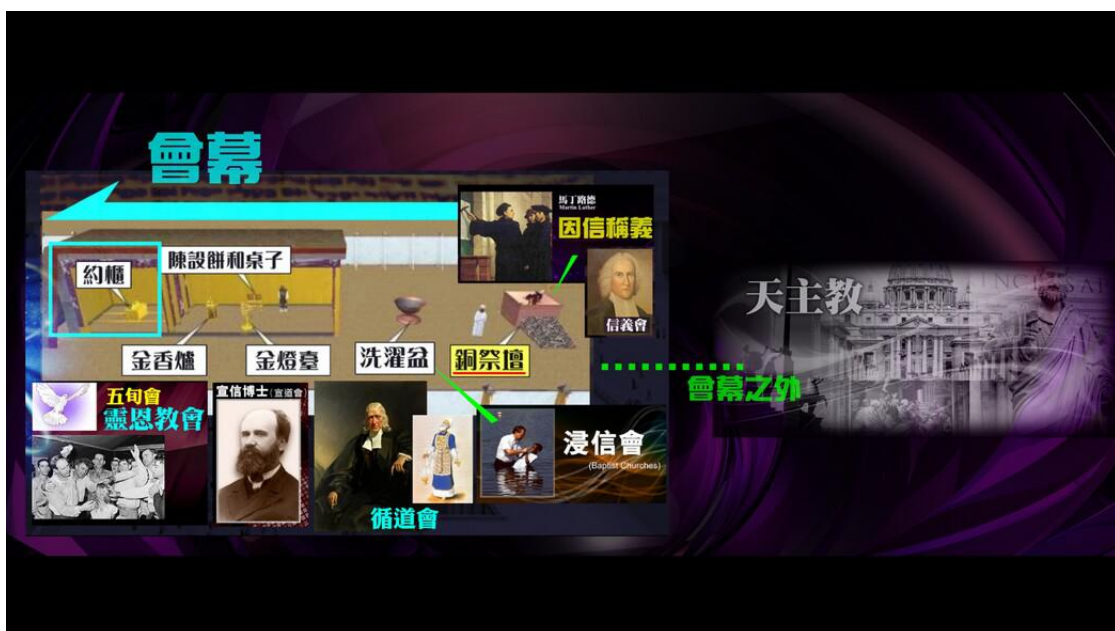 會幕
馬丁路德
Martin Luther
因信稱義
信義會
約櫃
陳設餅和桌子
金香爐
金燈臺
洗濯盆
銅祭壇
天主教
會幕之外
五旬會
靈恩教會
宣信博士(宣道會)
循道會
浸信會
(Baptist Churches)